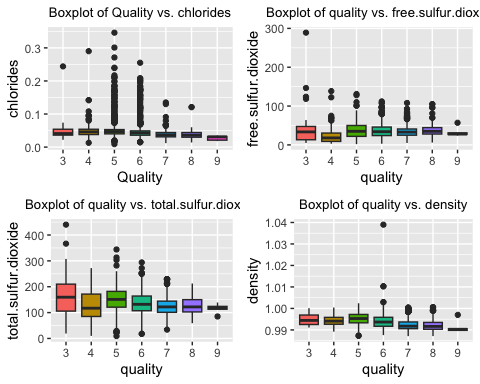 Boxplot of Quality vs. chlorides
chlorides
0.3
0.2
0.1
0.0
3 4 5 6 7 8 9
Quality
Boxplot of quality vs. free.sulfur.diox
free.sulfur.dioxide
300
200
100
0
3 4 5 6 7 8 9
quality
Boxplot of quality vs. total.sulfur.diox
total.sulfur.dioxide
400
300
200
100
0
3 4 5 6 7 8 9
quality
Boxplot of quality vs. density
density
1.04
1.03
1.02
1.01
1.00
0.99
3 4 5 6 7 8 9
quality